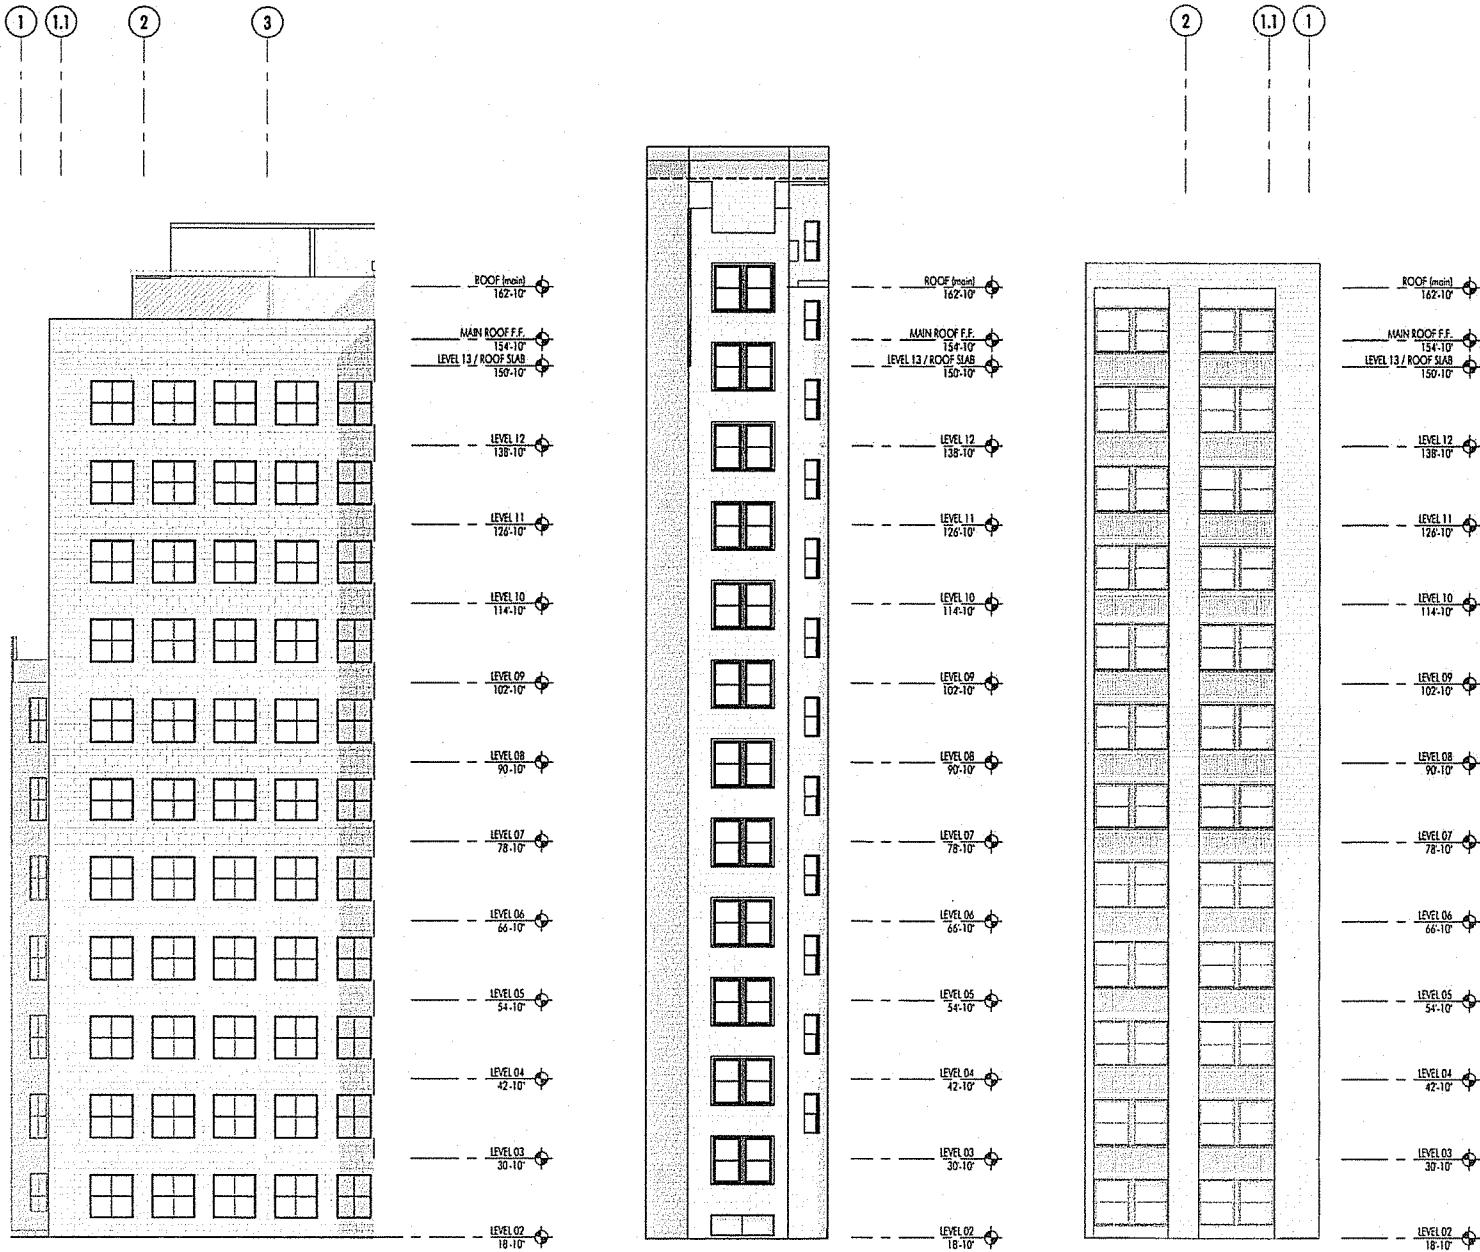 1 1.1 2 3
2 1.1 1
ROOF (main)
162'-10"
MAIN ROOF F.F.
154'-10"
LEVEL 13 / ROOF SLAB
150'-10"
LEVEL 12
138'-10"
LEVEL 11
126'-10"
LEVEL 10
114'-10"
LEVEL 09
102'-10"
LEVEL 08
90'-10"
LEVEL 07
78'-10"
LEVEL 06
66'-10"
LEVEL 05
54'-10"
LEVEL 04
42'-10"
LEVEL 03
30'-10"
LEVEL 02
18'-10"
ROOF (main)
162'-10"
MAIN ROOF F.F.
154'-10"
LEVEL 13 / ROOF SLAB
150'-10"
LEVEL 12
138'-10"
LEVEL 11
126'-10"
LEVEL 10
114'-10"
LEVEL 09
102'-10"
LEVEL 08
90'-10"
LEVEL 07
78'-10"
LEVEL 06
66'-10"
LEVEL 05
54'-10"
LEVEL 04
42'-10"
LEVEL 03
30'-10"
LEVEL 02
18'-10"
ROOF (main)
162'-10"
MAIN ROOF F.F.
154'-10"
LEVEL 13 / ROOF SLAB
150'-10"
LEVEL 12
138'-10"
LEVEL 11
126'-10"
LEVEL 10
114'-10"
LEVEL 09
102'-10"
LEVEL 08
90'-10"
LEVEL 07
78'-10"
LEVEL 06
66'-10"
LEVEL 05
54'-10"
LEVEL 04
42'-10"
LEVEL 03
30'-10"
LEVEL 02
18'-10"